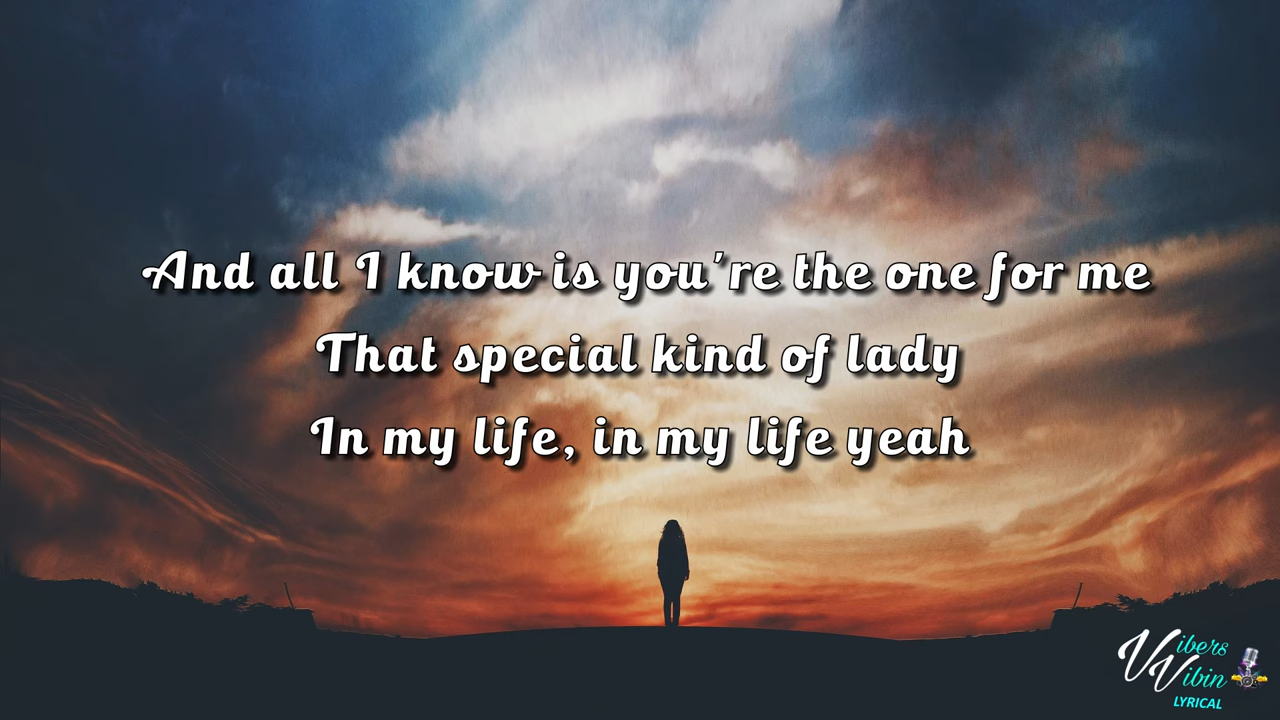 And all I know is you're the one for me
That special kind of lady
In my life, in my life yeah
Vibers
Vibin
LYRICAL